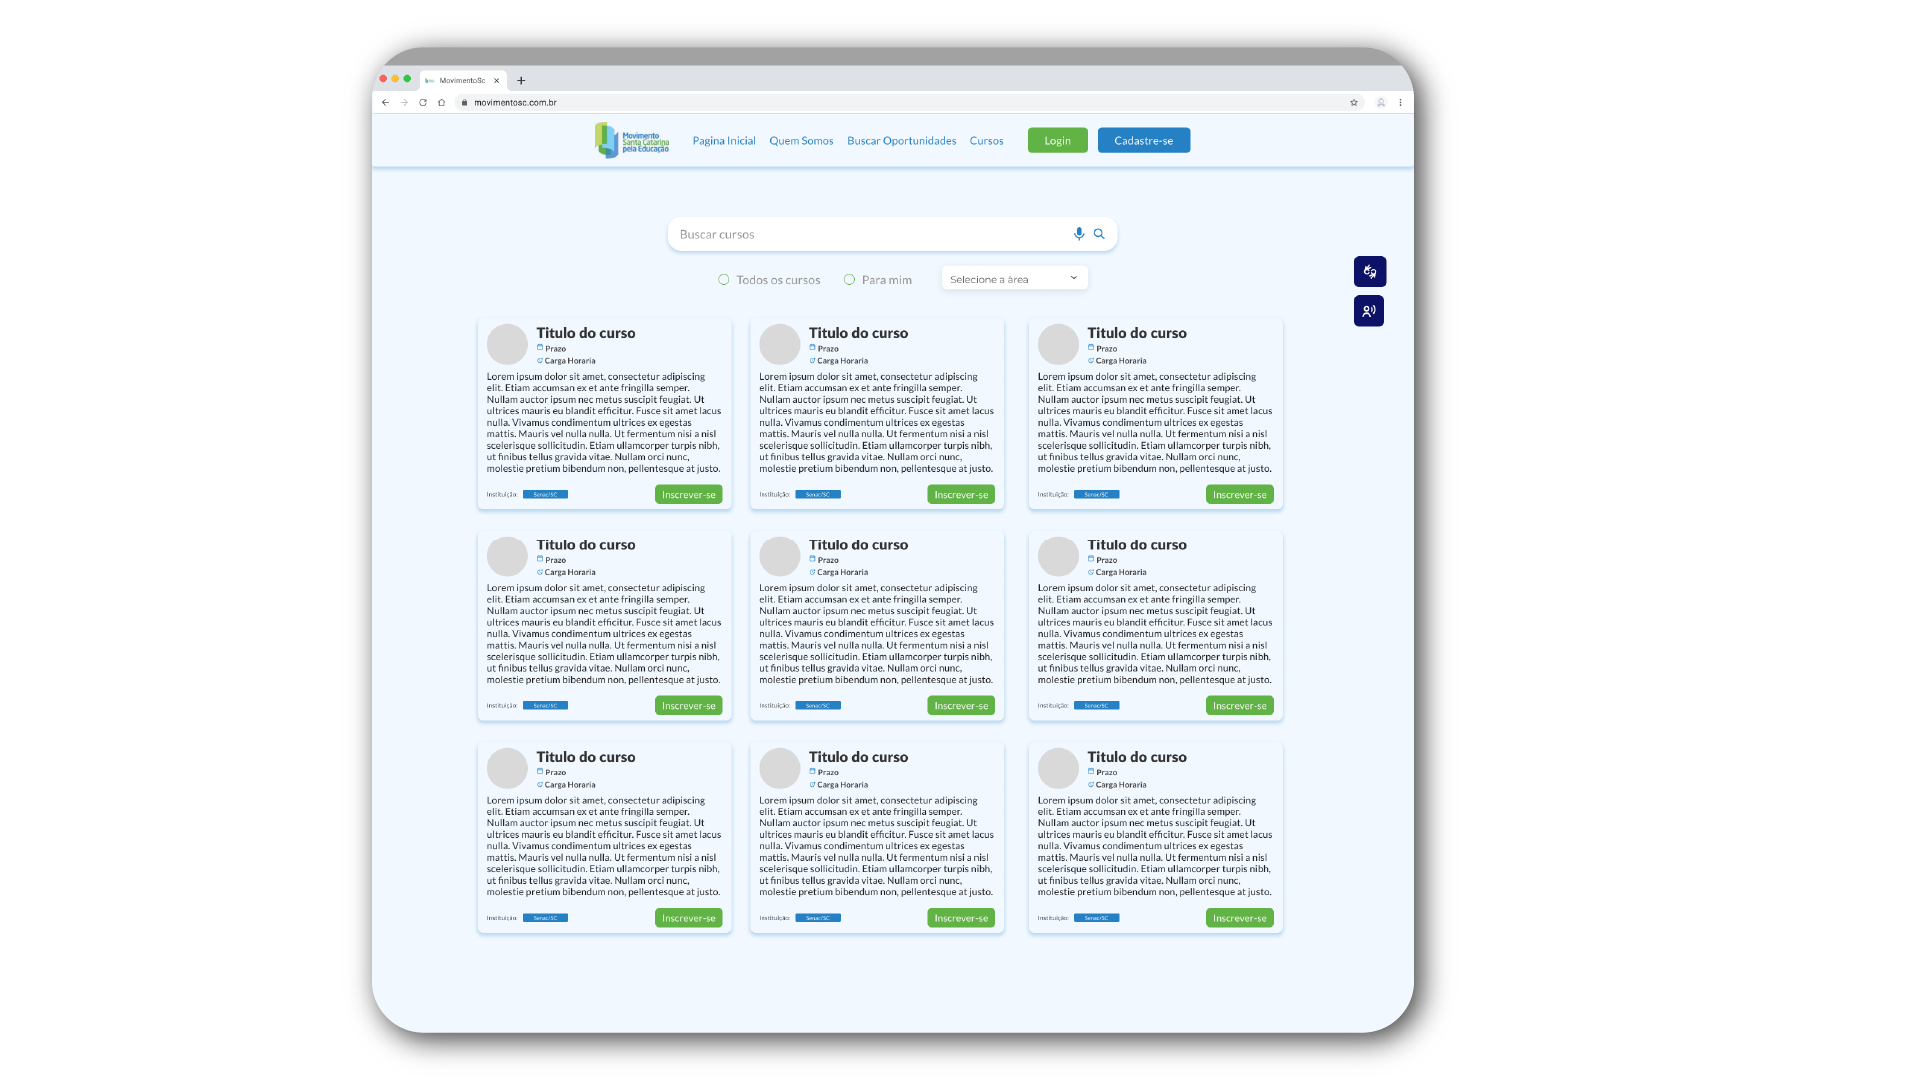 MovimentoSc
movimentosc.com.br
Movimento
Santa Catarina
pela Educação
Pagina Inicial Quem Somos Buscar Oportunidades Cursos Login Cadastre-se
Buscar cursos
Todos os cursos Para mim Selecione a àrea
Titulo do curso
Prazo
Carga Horaria
Lorem ipsum dolor sit amet, consectetur adipiscing
elit. Etiam accumsan ex et ante fringilla semper.
Nullam auctor ipsum nec metus suscipit feugiat. Ut
ultrices mauris eu blandit efficitur. Fusce sit amet lacus
nulla. Vivamus condimentum ultrices ex egestas
mattis. Mauris vel nulla nulla. Ut fermentum nisi a nisl
scelerisque sollicitudin. Etiam ullamcorper turpis nibh,
ut finibus tellus gravida vitae. Nullam orci nunc,
molestie pretium bibendum non, pellentesque at justo.
Instituição: Senac/SC Inscrever-se
Titulo do curso
Prazo
Carga Horaria
Lorem ipsum dolor sit amet, consectetur adipiscing
elit. Etiam accumsan ex et ante fringilla semper.
Nullam auctor ipsum nec metus suscipit feugiat. Ut
ultrices mauris eu blandit efficitur. Fusce sit amet lacus
nulla. Vivamus condimentum ultrices ex egestas
mattis. Mauris vel nulla nulla. Ut fermentum nisi a nisl
scelerisque sollicitudin. Etiam ullamcorper turpis nibh,
ut finibus tellus gravida vitae. Nullam orci nunc,
molestie pretium bibendum non, pellentesque at justo.
Instituição: Senac/SC Inscrever-se
Titulo do curso
Prazo
Carga Horaria
Lorem ipsum dolor sit amet, consectetur adipiscing
elit. Etiam accumsan ex et ante fringilla semper.
Nullam auctor ipsum nec metus suscipit feugiat. Ut
ultrices mauris eu blandit efficitur. Fusce sit amet lacus
nulla. Vivamus condimentum ultrices ex egestas
mattis. Mauris vel nulla nulla. Ut fermentum nisi a nisl
scelerisque sollicitudin. Etiam ullamcorper turpis nibh,
ut finibus tellus gravida vitae. Nullam orci nunc,
molestie pretium bibendum non, pellentesque at justo.
Instituição: Senac/SC Inscrever-se
Titulo do curso
Prazo
Carga Horaria
Lorem ipsum dolor sit amet, consectetur adipiscing
elit. Etiam accumsan ex et ante fringilla semper.
Nullam auctor ipsum nec metus suscipit feugiat. Ut
ultrices mauris eu blandit efficitur. Fusce sit amet lacus
nulla. Vivamus condimentum ultrices ex egestas
mattis. Mauris vel nulla nulla. Ut fermentum nisi a nisl
scelerisque sollicitudin. Etiam ullamcorper turpis nibh,
ut finibus tellus gravida vitae. Nullam orci nunc,
molestie pretium bibendum non, pellentesque at justo.
Instituição: Senac/SC Inscrever-se
Titulo do curso
Prazo
Carga Horaria
Lorem ipsum dolor sit amet, consectetur adipiscing
elit. Etiam accumsan ex et ante fringilla semper.
Nullam auctor ipsum nec metus suscipit feugiat. Ut
ultrices mauris eu blandit efficitur. Fusce sit amet lacus
nulla. Vivamus condimentum ultrices ex egestas
mattis. Mauris vel nulla nulla. Ut fermentum nisi a nisl
scelerisque sollicitudin. Etiam ullamcorper turpis nibh,
ut finibus tellus gravida vitae. Nullam orci nunc,
molestie pretium bibendum non, pellentesque at justo.
Instituição: Senac/SC Inscrever-se
Titulo do curso
Prazo
Carga Horaria
Lorem ipsum dolor sit amet, consectetur adipiscing
elit. Etiam accumsan ex et ante fringilla semper.
Nullam auctor ipsum nec metus suscipit feugiat. Ut
ultrices mauris eu blandit efficitur. Fusce sit amet lacus
nulla. Vivamus condimentum ultrices ex egestas
mattis. Mauris vel nulla nulla. Ut fermentum nisi a nisl
scelerisque sollicitudin. Etiam ullamcorper turpis nibh,
ut finibus tellus gravida vitae. Nullam orci nunc,
molestie pretium bibendum non, pellentesque at justo.
Instituição: Senac/SC Inscrever-se
Titulo do curso
Prazo
Carga Horaria
Lorem ipsum dolor sit amet, consectetur adipiscing
elit. Etiam accumsan ex et ante fringilla semper.
Nullam auctor ipsum nec metus suscipit feugiat. Ut
ultrices mauris eu blandit efficitur. Fusce sit amet lacus
nulla. Vivamus condimentum ultrices ex egestas
mattis. Mauris vel nulla nulla. Ut fermentum nisi a nisl
scelerisque sollicitudin. Etiam ullamcorper turpis nibh,
ut finibus tellus gravida vitae. Nullam orci nunc,
molestie pretium bibendum non, pellentesque at justo.
Instituição: Senac/SC Inscrever-se
Titulo do curso
Prazo
Carga Horaria
Lorem ipsum dolor sit amet, consectetur adipiscing
elit. Etiam accumsan ex et ante fringilla semper.
Nullam auctor ipsum nec metus suscipit feugiat. Ut
ultrices mauris eu blandit efficitur. Fusce sit amet lacus
nulla. Vivamus condimentum ultrices ex egestas
mattis. Mauris vel nulla nulla. Ut fermentum nisi a nisl
scelerisque sollicitudin. Etiam ullamcorper turpis nibh,
ut finibus tellus gravida vitae. Nullam orci nunc,
molestie pretium bibendum non, pellentesque at justo.
Instituição: Senac/SC Inscrever-se
Titulo do curso
Prazo
Carga Horaria
Lorem ipsum dolor sit amet, consectetur adipiscing
elit. Etiam accumsan ex et ante fringilla semper.
Nullam auctor ipsum nec metus suscipit feugiat. Ut
ultrices mauris eu blandit efficitur. Fusce sit amet lacus
nulla. Vivamus condimentum ultrices ex egestas
mattis. Mauris vel nulla nulla. Ut fermentum nisi a nisl
scelerisque sollicitudin. Etiam ullamcorper turpis nibh,
ut finibus tellus gravida vitae. Nullam orci nunc,
molestie pretium bibendum non, pellentesque at justo.
Instituição: Senac/SC Inscrever-se